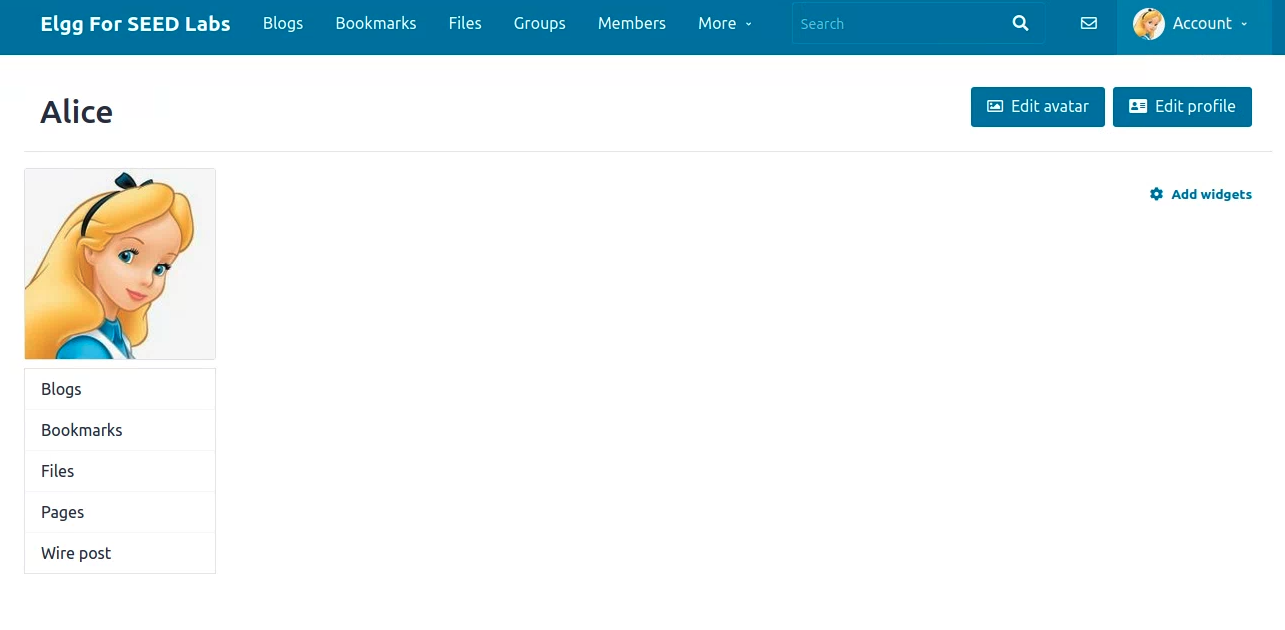 Elgg For SEED Labs Blogs Bookmarks Files Groups Members More Search Account
Alice Edit avatar Edit profile
Add widgets
Blogs
Bookmarks
Files
Pages
Wire post